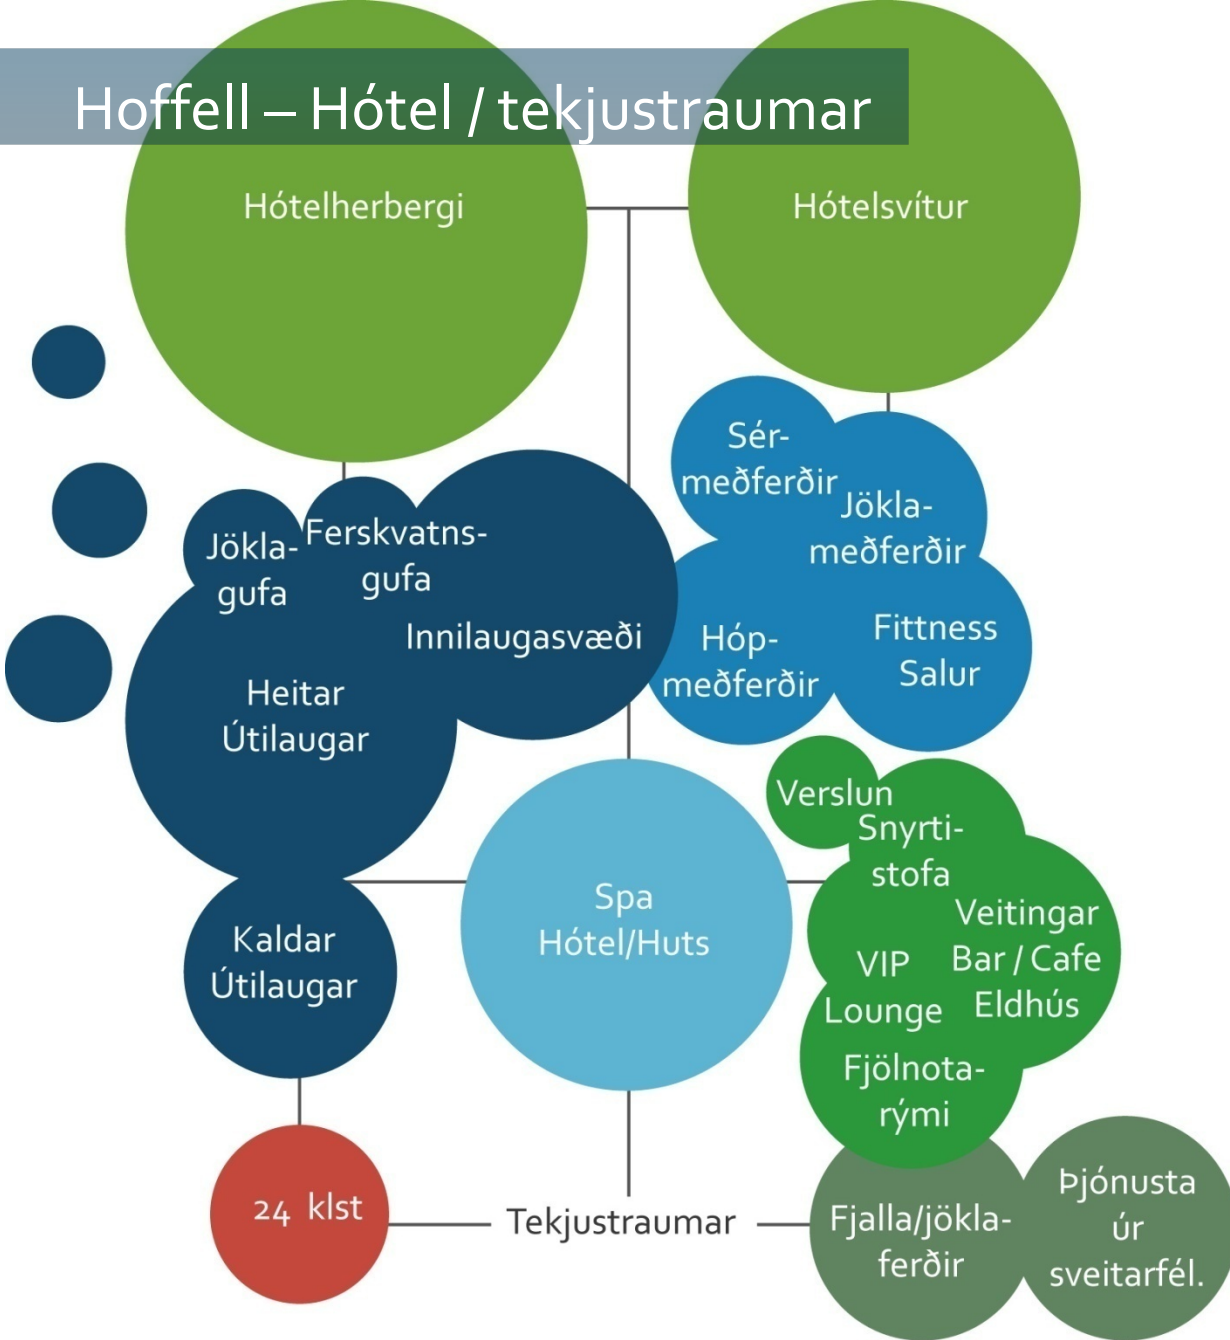 Hoffell – Hótel / tekjustraumar
Hótelherbergi
Hótelsvítur
Sér-
meðferðir
Jökla-
meðferðir
Jökla-
gufa
Ferskvatns-
gufa
Innilaugasvæði
Hóp-
meðferðir
Fittness
Salur
Heitar
Útilaugar
Verslun
Snyrti-
stofa
Spa
Hótel/Huts
Veitingar
Bar / Cafe
Eldhús
VIP
Lounge
Kaldar
Útilaugar
Fjölnota-
rými
24 klst
Tekjustraumar
Fjalla/jökla-
ferðir
Þjónusta
úr
sveitarfél.